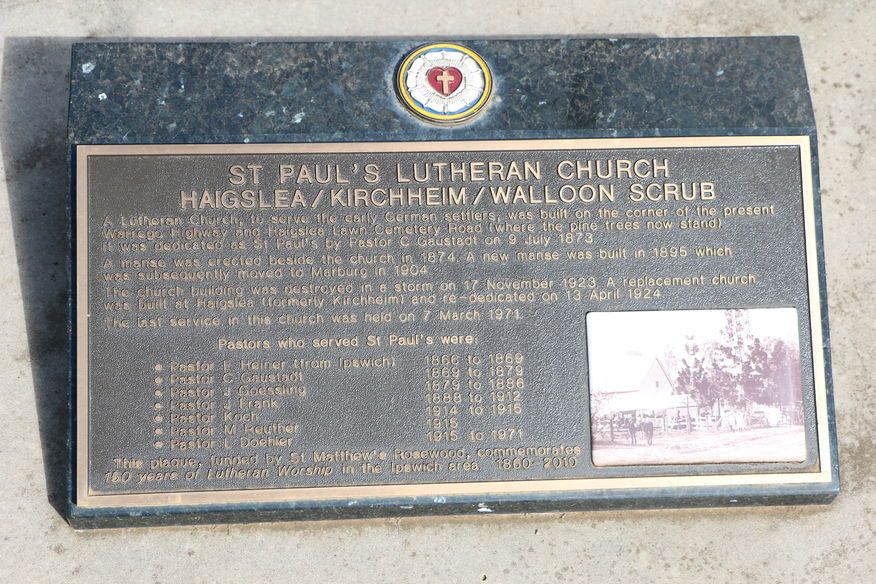 ST PAUL'S LUTHERAN CHURCH
HAIGSLEA/KIRCHHEIM/WALLOON SCRUB
A Lutheran Church, to serve the early German settlers, was built on the corner of the present
Warrego Highway and Haigslea Lawn Cemetery Road (where the pine trees now stand)
It was dedicated as St Paul's by Pastor C Gaustadt on 9 July 1873
A manse was erected beside the church in 1874. A new manse was built in 1895 which
was subsequently moved to Marburg in 1904
The church building was destroyed in a storm on 17 November 1923. A replacement church
was built at Haigslea (formerly Kirchheim) and re-dedicated on 13 April 1924
The last service in this church was held on 7 March 1971.
Pastors who served St Paul's were:
• Pastor E Heiner (from Ipswich) 1866 to 1869
• Pastor C Gaustadt 1869 to 1879
• Pastor J Goessling 1879 to 1886
• Pastor J Frank 1888 to 1912
• Pastor Koch 1914 to 1915
• Pastor M Reuther 1915
• Pastor L Doehler 1915 to 1971
This plaque, funded by St Matthew's Rosewood, commemorates
150 years of Lutheran Worship in the Ipswich area 1860-2010